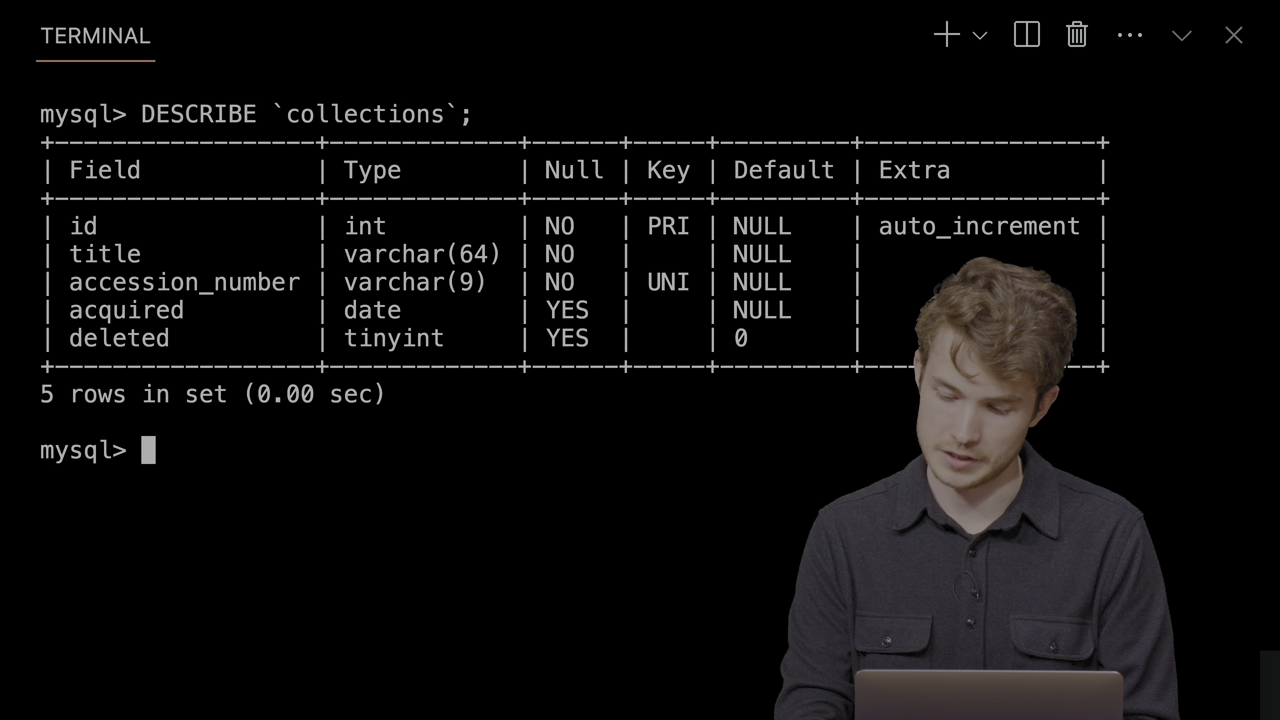 TERMINAL
mysql> DESCRIBE `collections`;
+------------------+-------------+------+-----+---------+----------------+
| Field            | Type        | Null | Key | Default | Extra          |
+------------------+-------------+------+-----+---------+----------------+
| id               | int         | NO   | PRI | NULL    | auto_increment |
| title            | varchar(64) | NO   |     | NULL    |                |
| accession_number | varchar(9)  | NO   | UNI | NULL    |                |
| acquired         | date        | YES  |     | NULL    |                |
| deleted          | tinyint     | YES  |     | 0       |                |
+------------------+-------------+------+-----+---------+----------------+
5 rows in set (0.00 sec)
mysql>